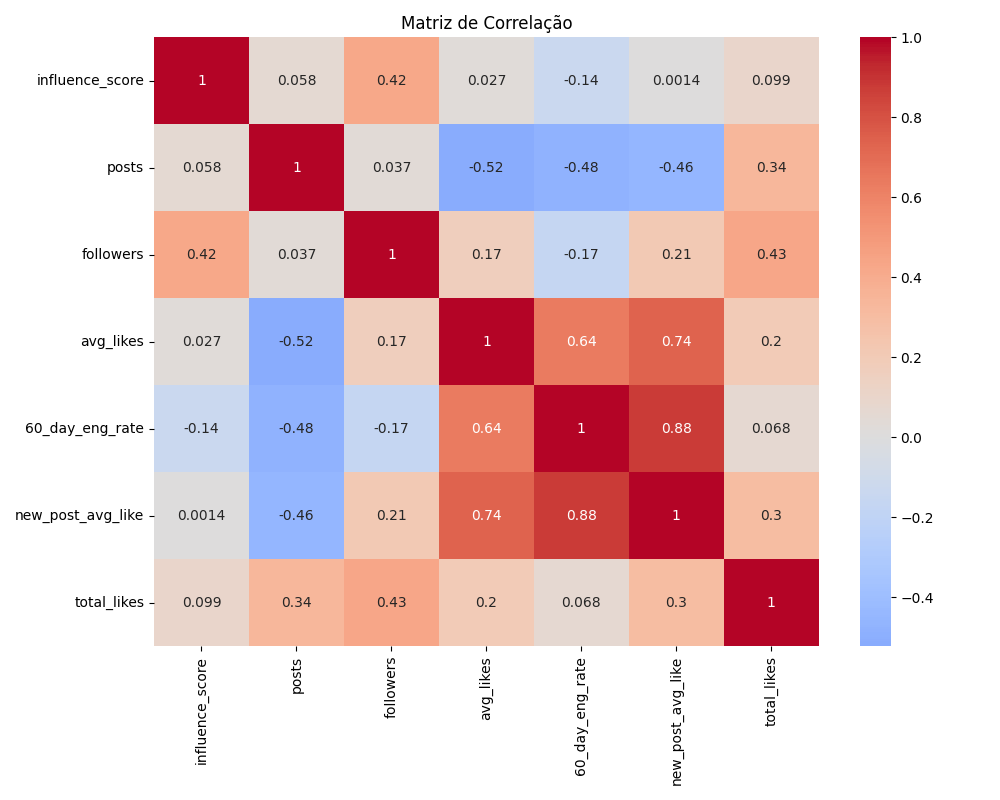 Matriz de Correlação
influence_score 1 0.058 0.42 0.027 -0.14 0.0014 0.099
posts 0.058 1 0.037 -0.52 -0.48 -0.46 0.34
followers 0.42 0.037 1 0.17 -0.17 0.21 0.43
avg_likes 0.027 -0.52 0.17 1 0.64 0.74 0.2
60_day_eng_rate -0.14 -0.48 -0.17 0.64 1 0.88 0.068
new_post_avg_like 0.0014 -0.46 0.21 0.74 0.88 1 0.3
total_likes 0.099 0.34 0.43 0.2 0.068 0.3 1
influence_score
posts
followers
avg_likes
60_day_eng_rate
new_post_avg_like
total_likes
1.0
0.8
0.6
0.4
0.2
0.0
−0.2
−0.4